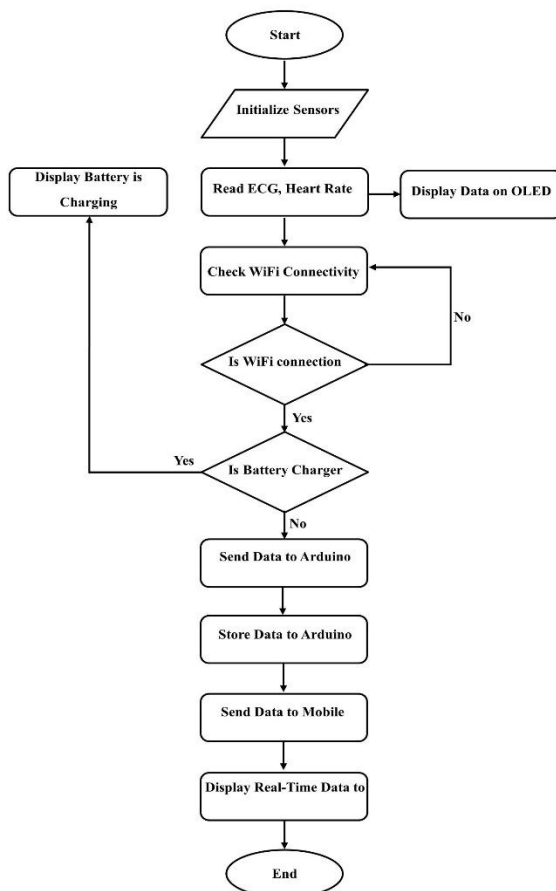 Start
Initialize Sensors
Display Battery is
Charging
Read ECG, Heart Rate
Display Data on OLED
Check WiFi Connectivity
No
Is WiFi connection
Yes
Yes
Is Battery Charger
No
Send Data to Arduino
Store Data to Arduino
Send Data to Mobile
Display Real-Time Data to
End